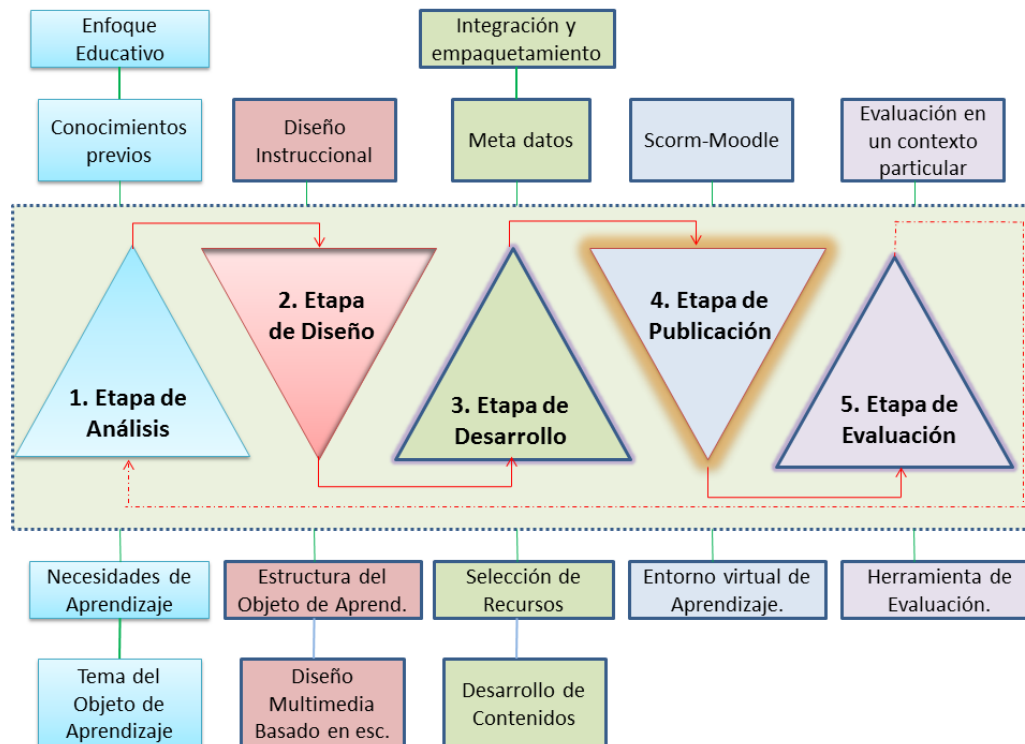 Enfoque
Educativo
Integración y
empaquetamiento
Conocimientos
previos
Diseño
Instruccional
Meta datos
Scorm-Moodle
Evaluación en
un contexto
particular
1. Etapa de
Análisis
2. Etapa
de Diseño
3. Etapa de
Desarrollo
4. Etapa de
Publicación
5. Etapa de
Evaluación
Necesidades de
Aprendizaje
Estructura del
Objeto de Aprend.
Selección de
Recursos
Entorno virtual de
Aprendizaje.
Herramienta de
Evaluación.
Tema del
Objeto de
Aprendizaje
Diseño
Multimedia
Basado en esc.
Desarrollo de
Contenidos